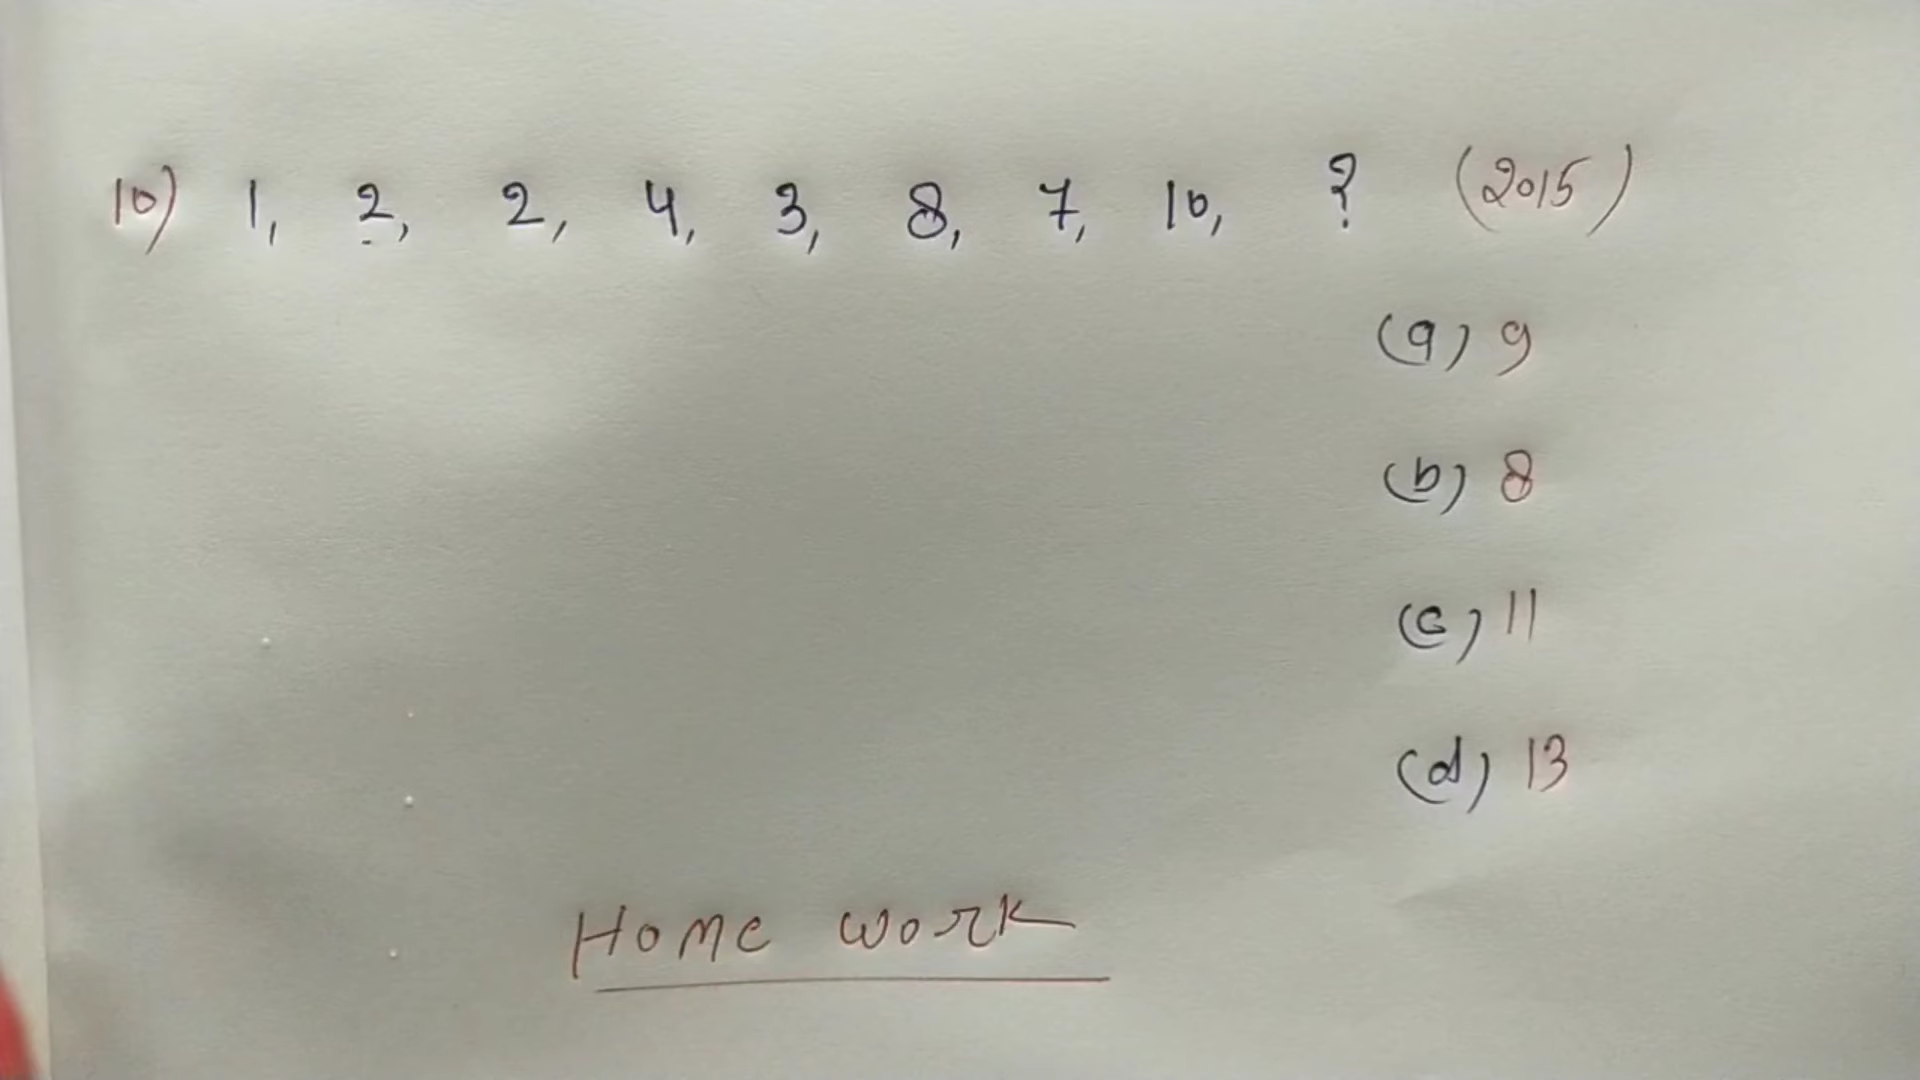 10) 1, 2, 2, 4, 3, 8, 7, 10, ? (2015)
(a) 9
(b) 8
(c) 11
(d) 13
Home work